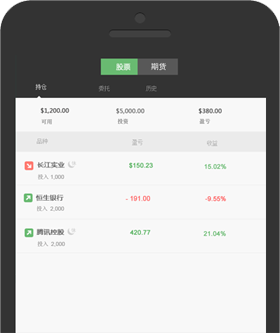 股票 期货
持仓 委托 历史
$1,200.00 $5,000.00 $380.00
可用 投资 盈亏
品种 盈亏 收益
长江实业 $150.23 15.02%
投入 1,000
恒生银行 - 191.00 -9.55%
投入 2,000
腾讯控股 420.77 21.04%
投入 2,000